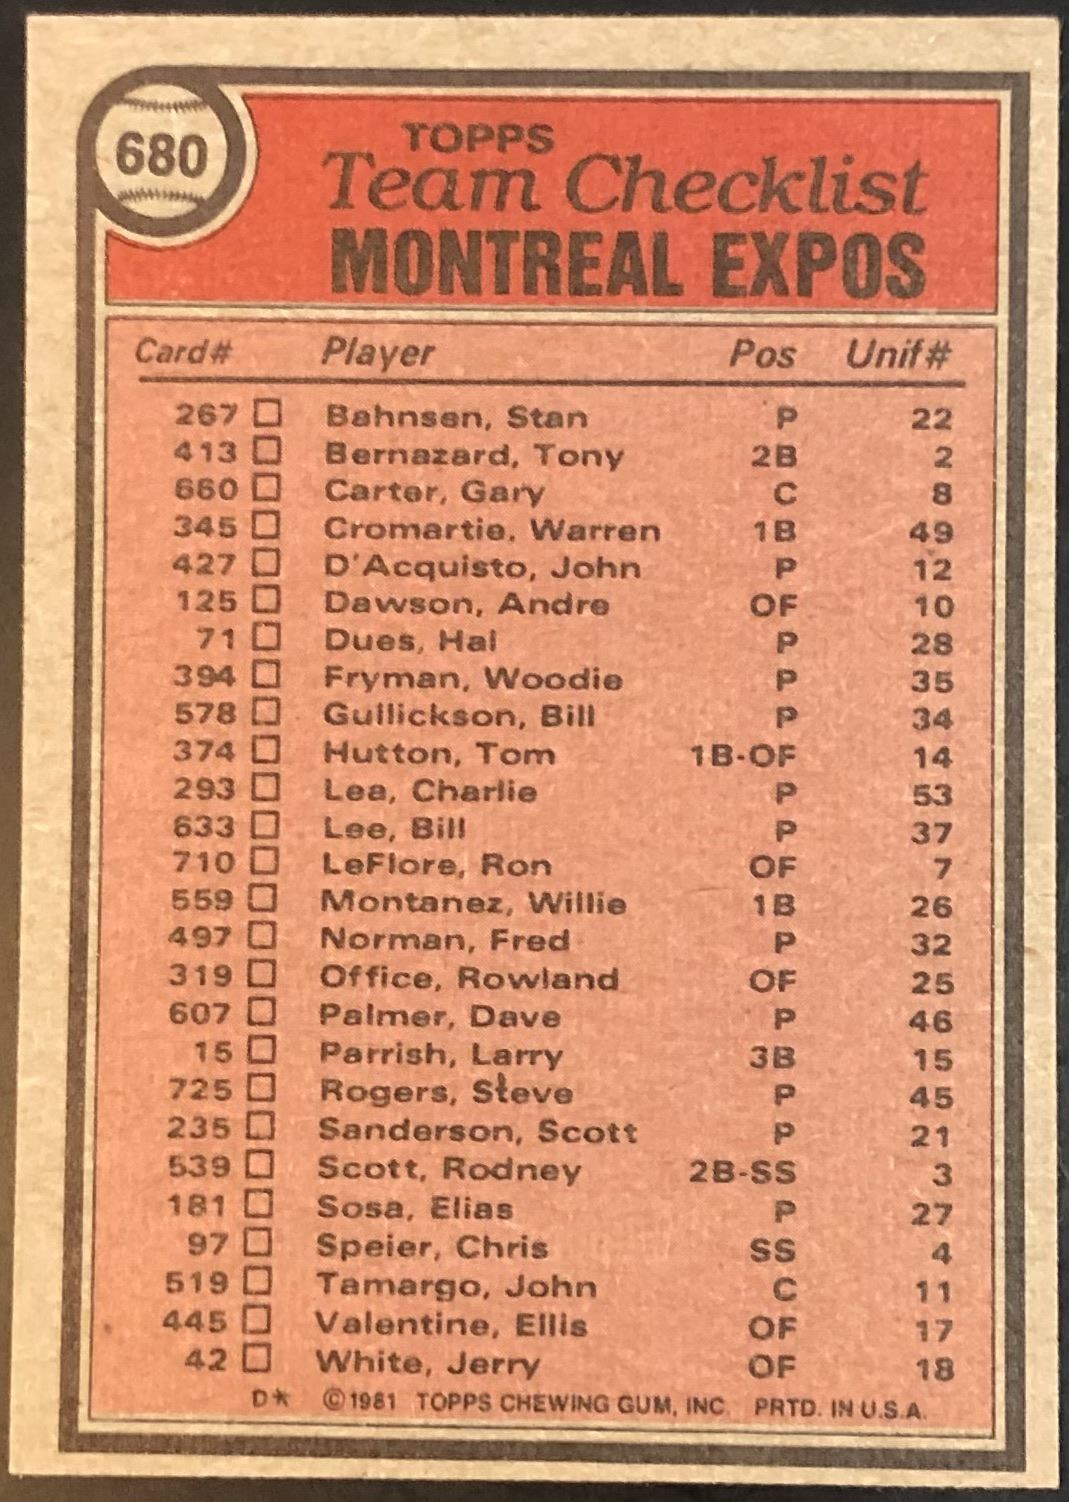 680
TOPPS
Team Checklist
MONTREAL EXPOS
Card# Player Pos Unif#
267 Bahnsen, Stan P 22
413 Bernazard, Tony 2B 2
660 Carter, Gary C 8
345 Cromartie, Warren 1B 49
427 D'Acquisto, John P 12
125 Dawson, Andre OF 10
71 Dues, Hal P 28
394 Fryman, Woodie P 35
578 Gullickson, Bill P 34
374 Hutton, Tom 1B-OF 14
293 Lea, Charlie P 53
633 Lee, Bill P 37
710 LeFlore, Ron OF 7
559 Montanez, Willie 1B 26
497 Norman, Fred P 32
319 Office, Rowland OF 25
607 Palmer, Dave P 46
15 Parrish, Larry 3B 15
725 Rogers, Steve P 45
235 Sanderson, Scott P 21
539 Scott, Rodney 2B-SS 3
181 Sosa, Elias P 27
97 Speier, Chris SS 4
519 Tamargo, John C 11
445 Valentine, Ellis OF 17
42 White, Jerry OF 18
D* ©1981 TOPPS CHEWING GUM, INC. PRTD. IN U.S.A.